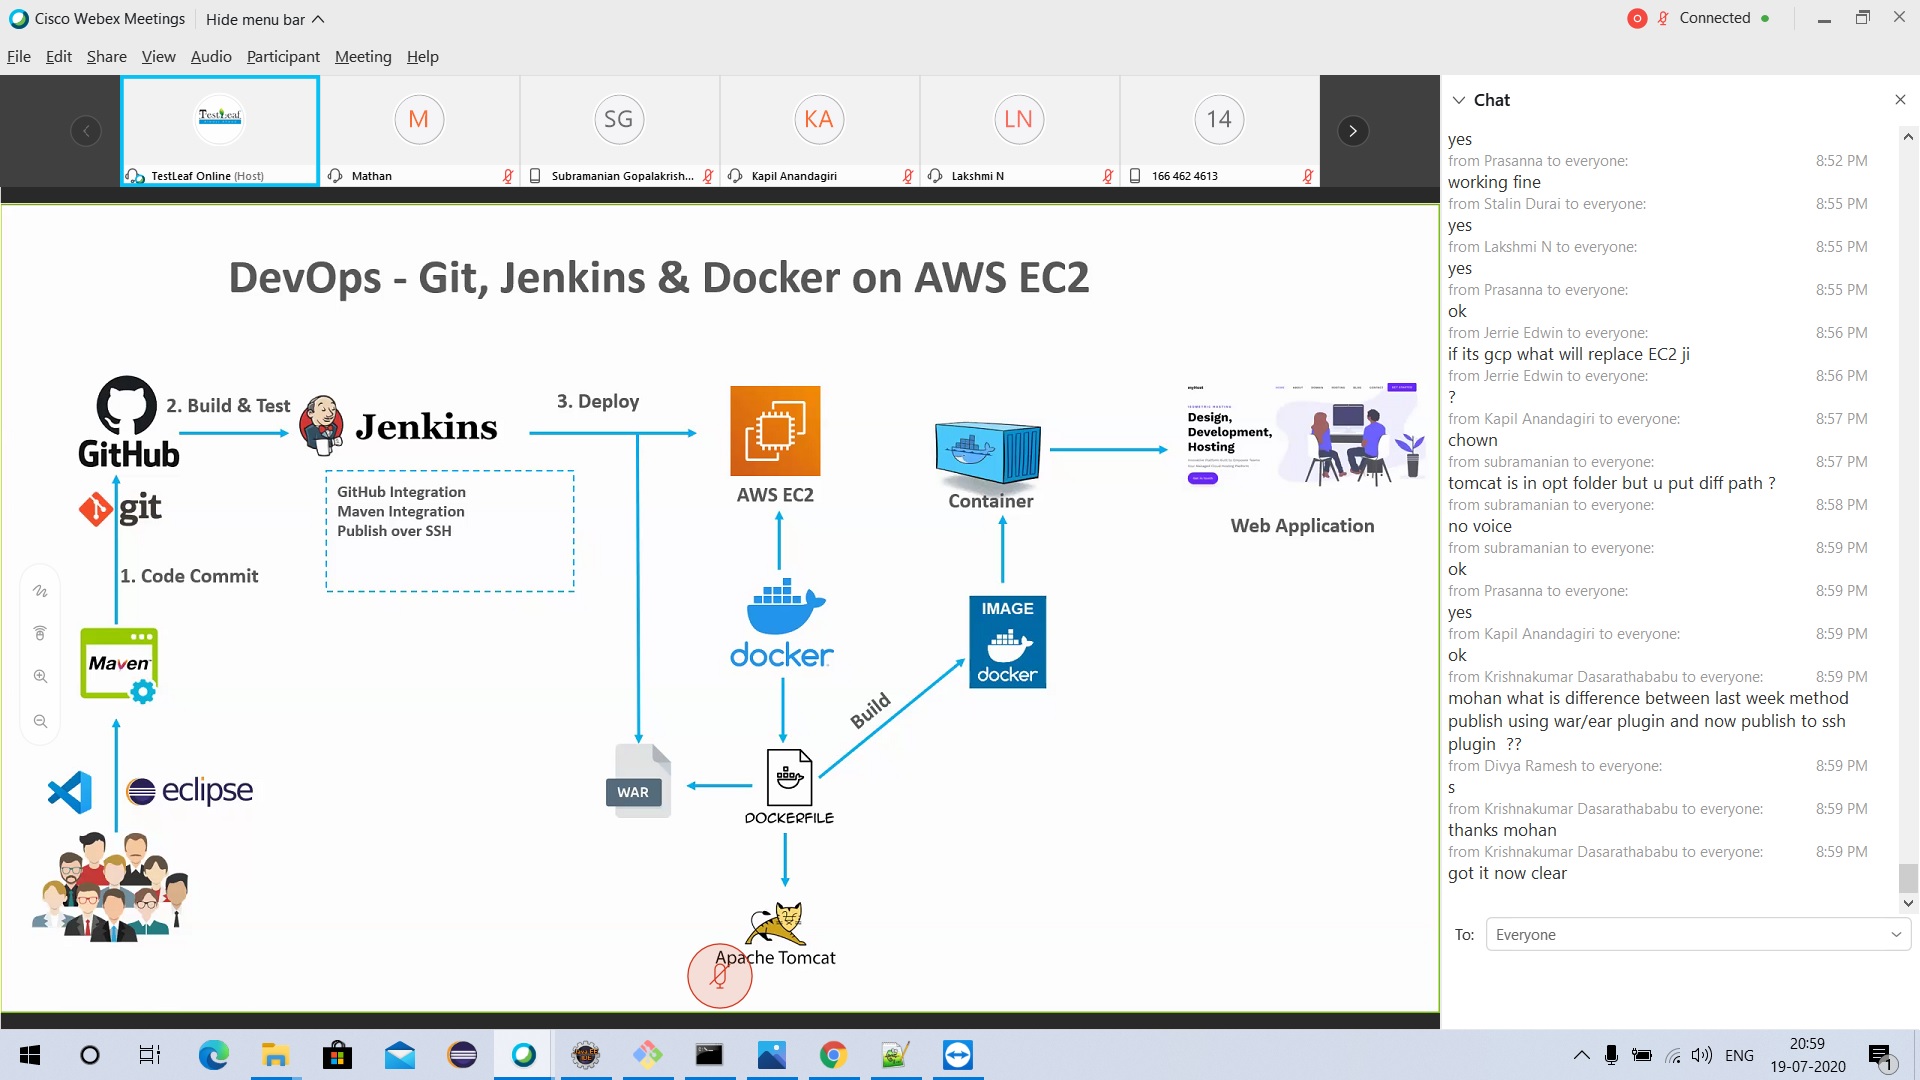 Cisco Webex Meetings
Hide menu bar
Connected
File Edit Share View Audio Participant Meeting Help
TestLeaf
TestLeaf Online (Host)
M
Mathan
SG
Subramanian Gopalakrish...
KA
Kapil Anandagiri
LN
Lakshmi N
14
166 462 4613
DevOps - Git, Jenkins & Docker on AWS EC2
GitHub
2. Build & Test
Jenkins
3. Deploy
AWS EC2
Container
Design,
Development,
Hosting
Web Application
git
GitHub Integration
Maven Integration
Publish over SSH
1. Code Commit
Maven
docker
IMAGE
docker
Build
WAR
DOCKERFILE
eclipse
Apache Tomcat
Chat
yes
from Prasanna to everyone: 8:52 PM
working fine
from Stalin Durai to everyone: 8:55 PM
yes
from Lakshmi N to everyone: 8:55 PM
yes
from Prasanna to everyone: 8:55 PM
ok
from Jerrie Edwin to everyone: 8:56 PM
if its gcp what will replace EC2 ji
from Jerrie Edwin to everyone: 8:56 PM
?
from Kapil Anandagiri to everyone: 8:57 PM
chown
from subramanian to everyone: 8:57 PM
tomcat is in opt folder but u put diff path ?
from subramanian to everyone: 8:58 PM
no voice
from subramanian to everyone: 8:59 PM
ok
from Prasanna to everyone: 8:59 PM
yes
from Kapil Anandagiri to everyone: 8:59 PM
ok
from Krishnakumar Dasarathababu to everyone: 8:59 PM
mohan what is difference between last week method
publish using war/ear plugin and now publish to ssh
plugin ??
from Divya Ramesh to everyone: 8:59 PM
s
from Krishnakumar Dasarathababu to everyone: 8:59 PM
thanks mohan
from Krishnakumar Dasarathababu to everyone: 8:59 PM
got it now clear
To: Everyone
ENG
20:59
19-07-2020
1